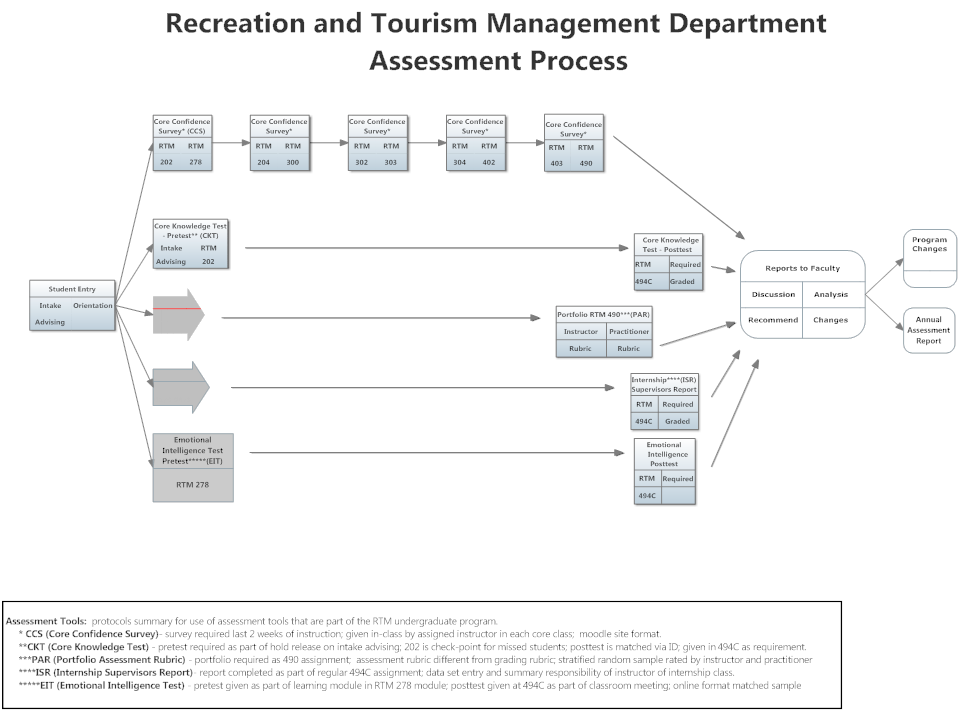 Recreation and Tourism Management Department
Assessment Process
Core Confidence
Survey* (CCS)
RTM RTM
202 278
Core Confidence
Survey*
RTM RTM
204 300
Core Confidence
Survey*
RTM RTM
302 303
Core Confidence
Survey*
RTM RTM
304 402
Core Confidence
Survey*
RTM RTM
403 490
Core Knowledge Test
- Pretest** (CKT)
Intake RTM
Advising 202
Core Knowledge
Test - Posttest
RTM Required
494C Graded
Student Entry
Intake Orientation
Advising
Portfolio RTM 490***(PAR)
Instructor Practitioner
Rubric Rubric
Internship****(ISR)
Supervisors Report
RTM Required
494C Graded
Emotional
Intelligence Test
Pretest*****(EIT)
RTM 278
Emotional
Intelligence
Posttest
RTM Required
494C
Reports to Faculty
Discussion Analysis
Recommend Changes
Program
Changes
Annual
Assessment
Report
Assessment Tools: protocols summary for use of assessment tools that are part of the RTM undergraduate program.
* CCS (Core Confidence Survey)- survey required last 2 weeks of instruction; given in-class by assigned instructor in each core class; moodle site format.
**CKT (Core Knowledge Test) - pretest required as part of hold release on intake advising; 202 is check-point for missed students; posttest is matched via ID; given in 494C as requirement.
***PAR (Portfolio Assessment Rubric) - portfolio required as 490 assignment; assessment rubric different from grading rubric; stratified random sample rated by instructor and practitioner
****ISR (Internship Supervisors Report)- report completed as part of regular 494C assignment; data set entry and summary responsibility of instructor of internship class.
*****EIT (Emotional Intelligence Test) - pretest given as part of learning module in RTM 278 module; posttest given at 494C as part of classroom meeting; online format matched sample